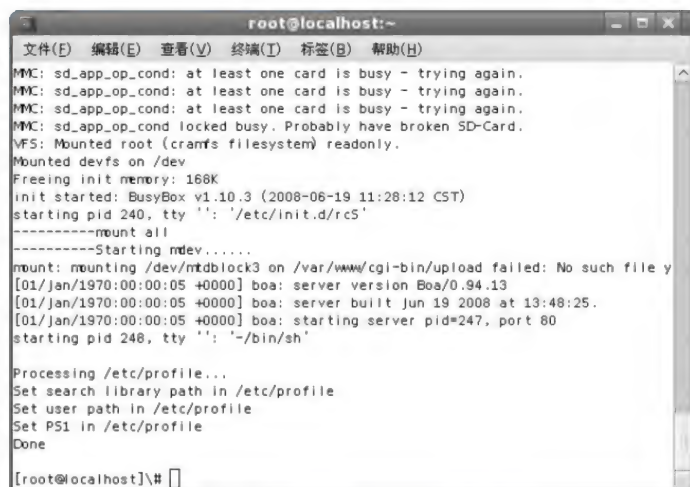 root@localhost:~
文件(F) 编辑(E) 查看(V) 终端(T) 标签(B) 帮助(H)
MMC: sd_app_op_cond: at least one card is busy - trying again.
MMC: sd_app_op_cond: at least one card is busy - trying again.
MMC: sd_app_op_cond: at least one card is busy - trying again.
MMC: sd_app_op_cond locked busy. Probably have broken SD-Card.
VFS: Mounted root (cramfs filesystem) readonly.
Mounted devfs on /dev
Freeing init memory: 168K
init started: BusyBox v1.10.3 (2008-06-19 11:28:12 CST)
starting pid 240, tty '': '/etc/init.d/rcS'
----------mount all
----------Starting mdev......
mount: mounting /dev/mtdblock3 on /var/www/cgi-bin/upload failed: No such file y
[01/Jan/1970:00:00:05 +0000] boa: server version Boa/0.94.13
[01/Jan/1970:00:00:05 +0000] boa: server built Jun 19 2008 at 13:48:25.
[01/Jan/1970:00:00:05 +0000] boa: starting server pid=247, port 80
starting pid 248, tty '': '-/bin/sh'
Processing /etc/profile...
Set search library path in /etc/profile
Set user path in /etc/profile
Set PS1 in /etc/profile
Done
[root@localhost]\#